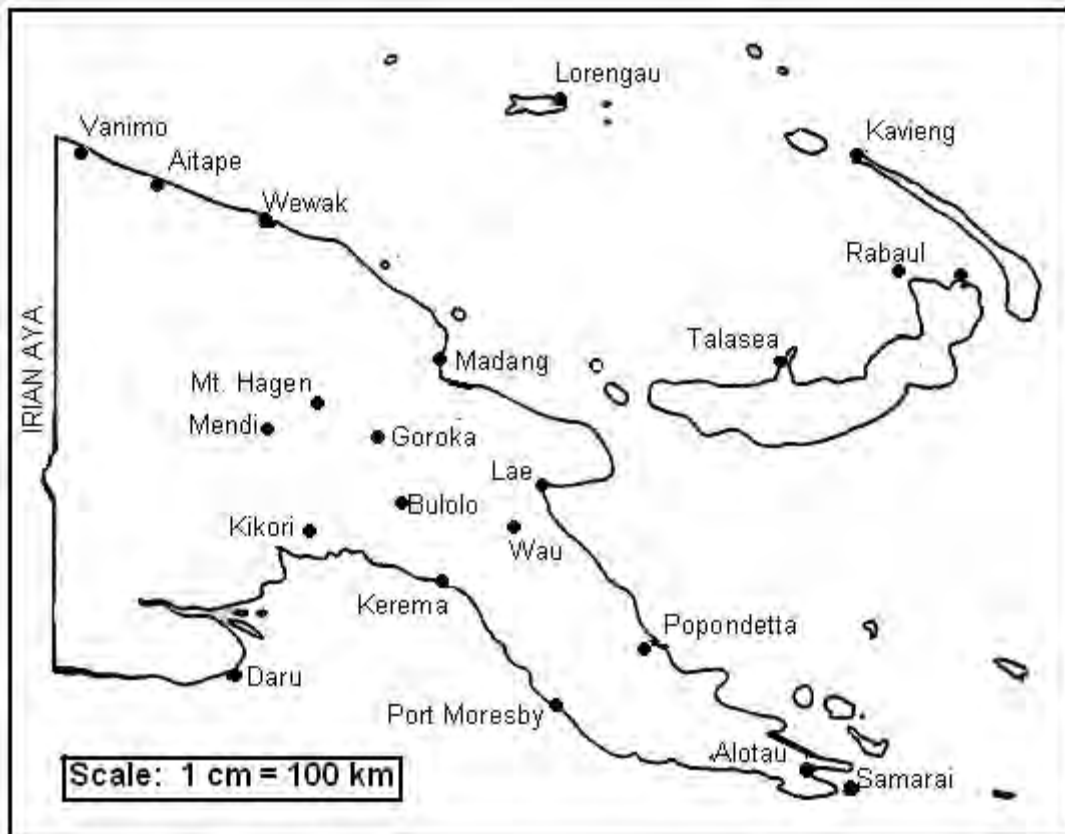 Lorengau
Vanimo
Kavieng
Aitape
Wewak
Rabaul
IRIAN AYA
Talasea
Madang
Mt. Hagen
Mendi
Goroka
Lae
Bulolo
Kikori
Wau
Kerema
Popondetta
Daru
Port Moresby
Alotau
Samarai
Scale: 1 cm = 100 km